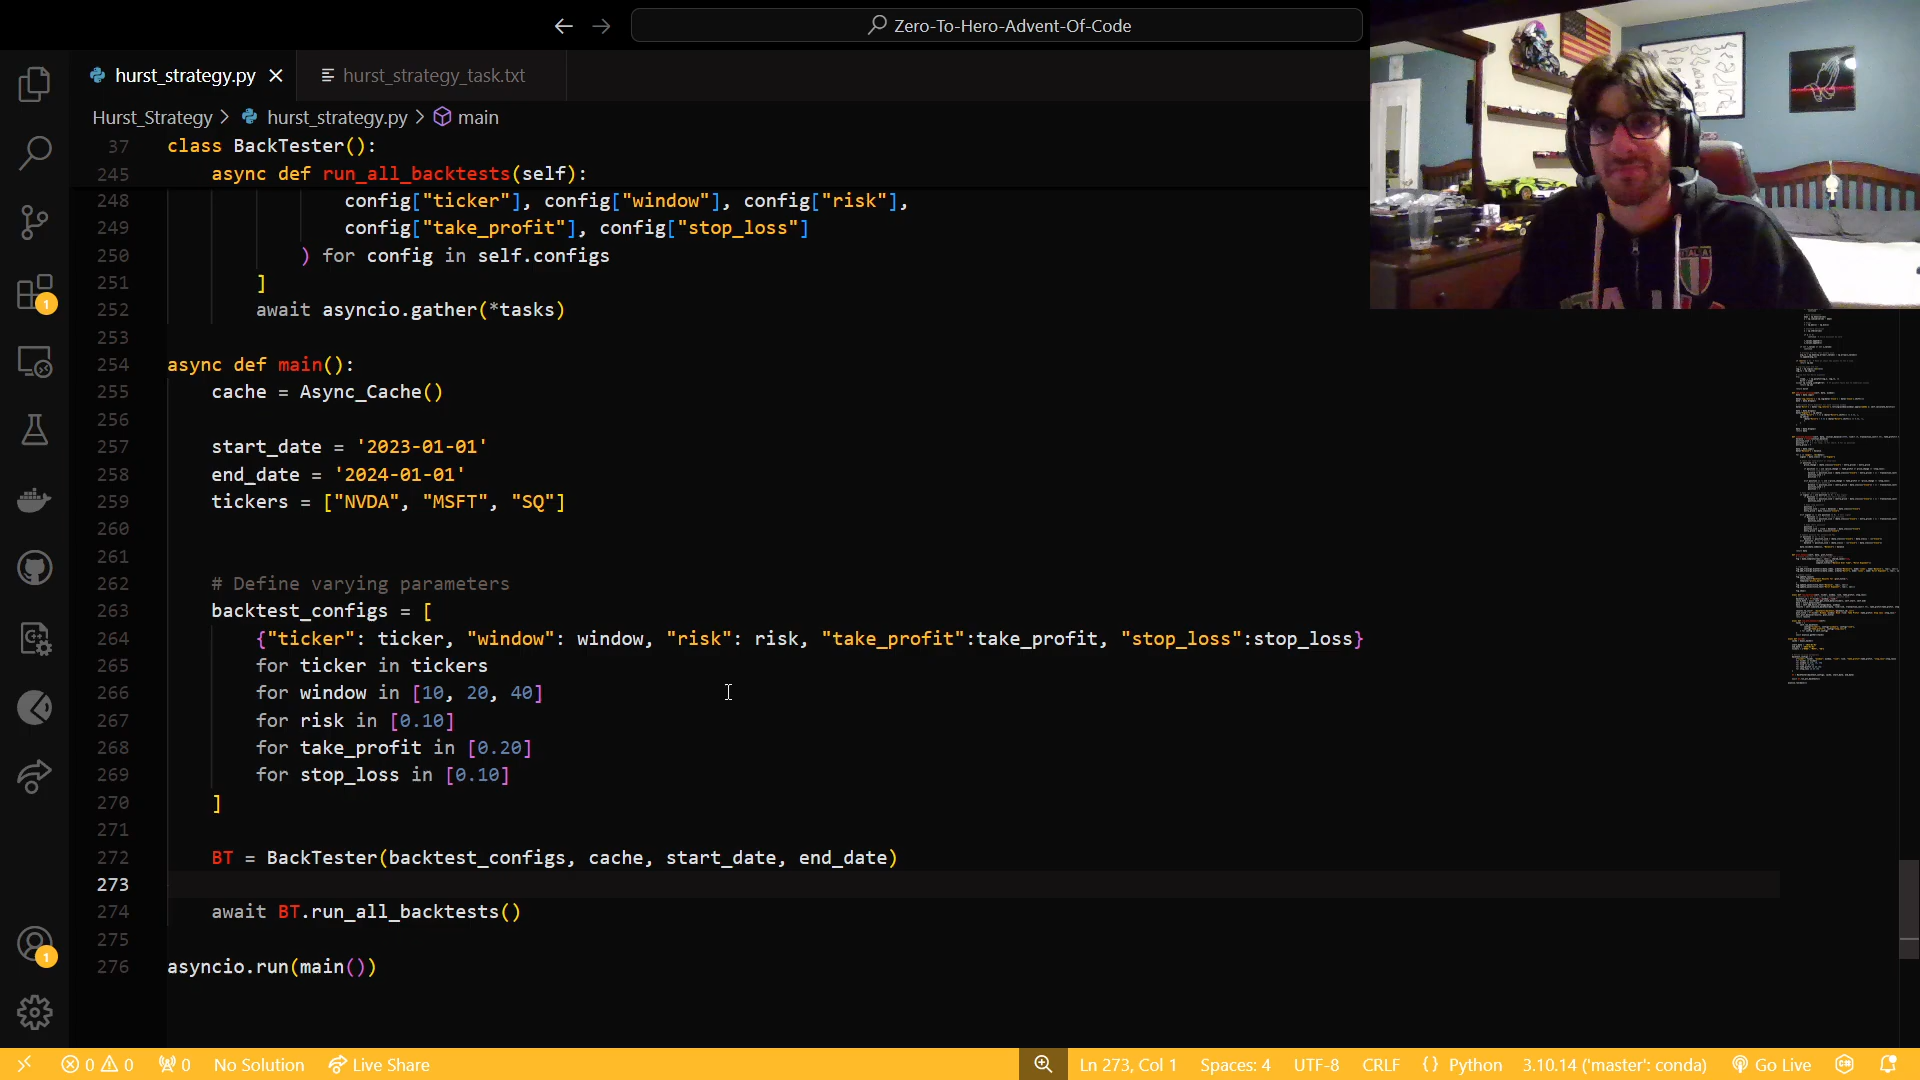 Zero-To-Hero-Advent-Of-Code
hurst_strategy.py
hurst_strategy_task.txt
Hurst_Strategy > hurst_strategy.py > main
37 class BackTester():
245 async def run_all_backtests(self):
248 config["ticker"], config["window"], config["risk"],
249 config["take_profit"], config["stop_loss"]
250 ) for config in self.configs
251 ]
252 await asyncio.gather(*tasks)
253
254 async def main():
255 cache = Async_Cache()
256
257 start_date = '2023-01-01'
258 end_date = '2024-01-01'
259 tickers = ["NVDA", "MSFT", "SQ"]
260
261
262 # Define varying parameters
263 backtest_configs = [
264 {"ticker": ticker, "window": window, "risk": risk, "take_profit":take_profit, "stop_loss":stop_loss}
265 for ticker in tickers
266 for window in [10, 20, 40]
267 for risk in [0.10]
268 for take_profit in [0.20]
269 for stop_loss in [0.10]
270 ]
271
272 BT = BackTester(backtest_configs, cache, start_date, end_date)
273
274 await BT.run_all_backtests()
275
276 asyncio.run(main())
1
1
0 0 0 No Solution Live Share Ln 273, Col 1 Spaces: 4 UTF-8 CRLF {} Python 3.10.14 ('master': conda) Go Live